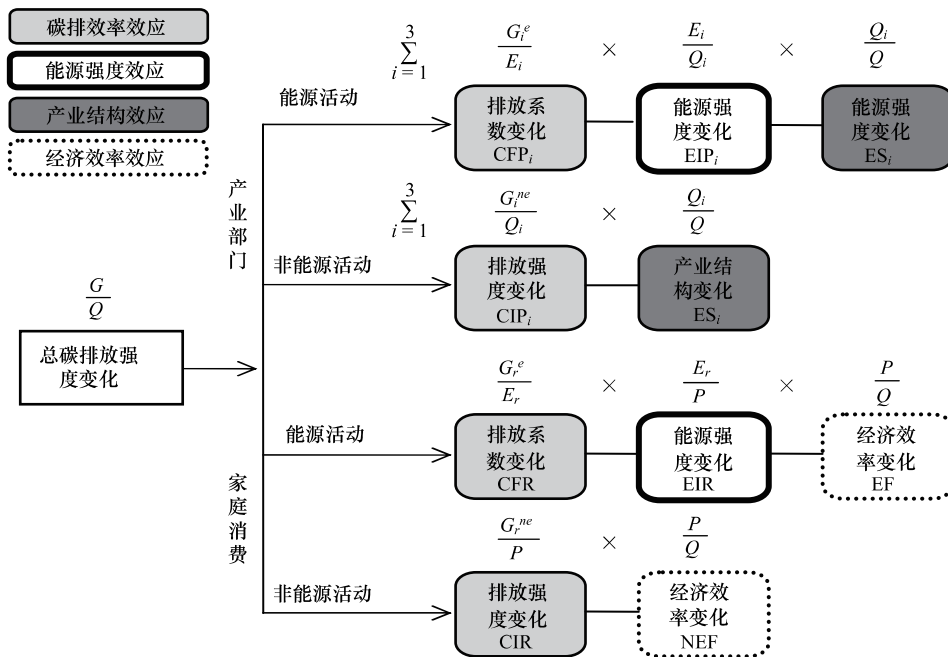 碳排效率效应
能源强度效应
产业结构效应
经济效率效应
产业部门
家庭消费
G/Q
总碳排放强
度变化
能源活动
3
∑
i = 1
G_i^e/E_i × E_i/Q_i × Q_i/Q
排放系
数变化
CFP_i
能源强
度变化
EIP_i
能源强
度变化
ES_i
非能源活动
3
∑
i = 1
G_i^{ne}/Q_i × Q_i/Q
排放强
度变化
CIP_i
产业结
构变化
ES_i
能源活动
G_r^e/E_r × E_r/P × P/Q
排放系
数变化
CFR
能源强
度变化
EIR
经济效
率变化
EF
非能源活动
G_r^{ne}/P × P/Q
排放强
度变化
CIR
经济效
率变化
NEF